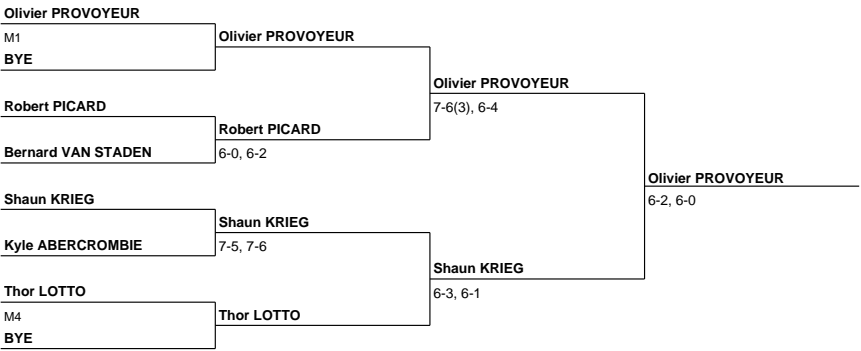 Olivier PROVOYEUR
M1
BYE
Olivier PROVOYEUR
Robert PICARD
Bernard VAN STADEN
Robert PICARD
6-0, 6-2
Olivier PROVOYEUR
7-6(3), 6-4
Shaun KRIEG
Kyle ABERCROMBIE
Shaun KRIEG
7-5, 7-6
Thor LOTTO
M4
BYE
Thor LOTTO
Shaun KRIEG
6-3, 6-1
Olivier PROVOYEUR
6-2, 6-0